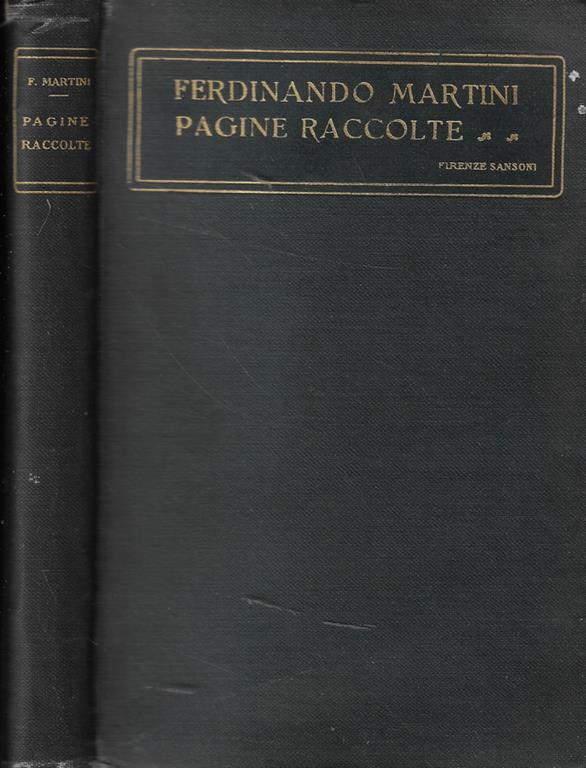 F. MARTINI
PAGINE
RACCOLTE
FERDINANDO MARTINI
PAGINE RACCOLTE
FIRENZE SANSONI